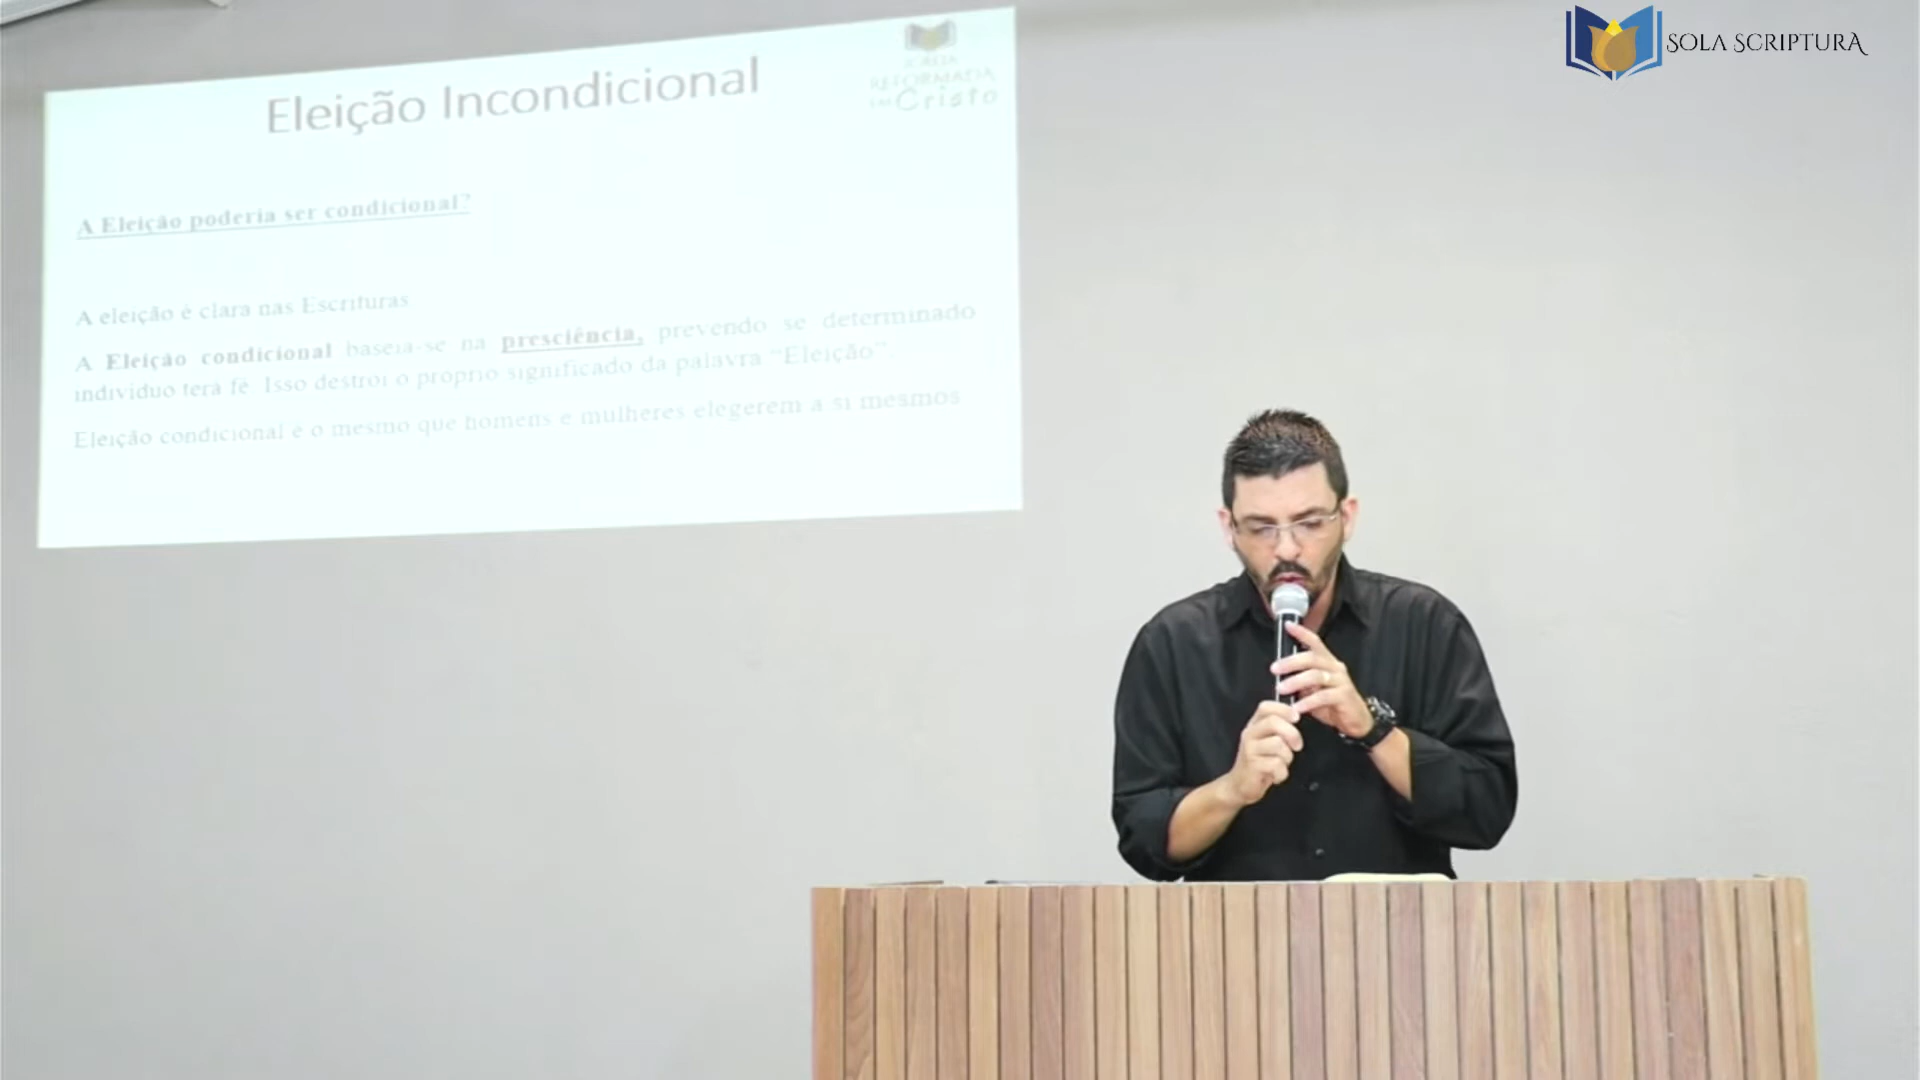 SOLA SCRIPTURA
Eleição Incondicional
IGREJA
REFORMADA
EM Cristo
A Eleição poderia ser condicional?
A eleição é clara nas Escrituras.
A Eleição condicional baseia-se na presciência, prevendo se determinado
indivíduo terá fé. Isso destroi o próprio significado da palavra “Eleição”.
Eleição condicional e o mesmo que homens e mulheres elegerem a si mesmos